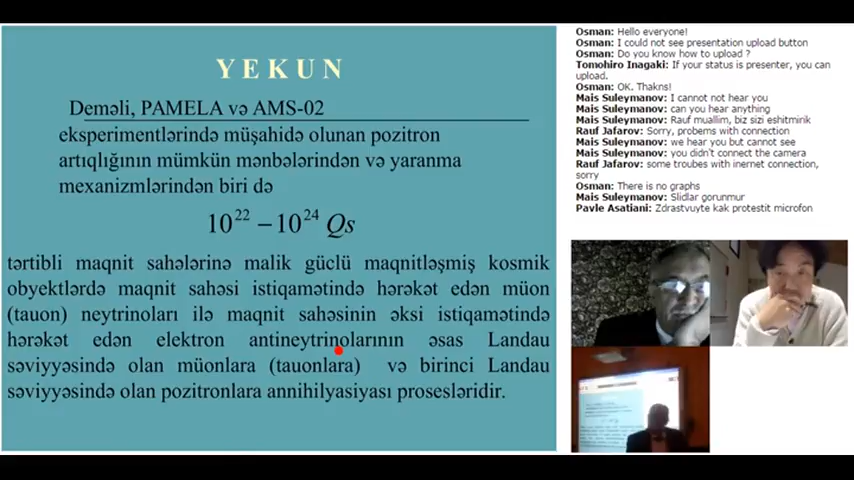 YEKUN
Deməli, PAMELA və AMS-02
eksperimentlərində müşahidə olunan pozitron
artıqlığının mümkün mənbələrindən və yaranma
mexanizmlərindən biri də
10²² – 10²⁴ Qs
tərtibli maqnit sahələrinə malik güclü maqnitləşmiş kosmik
obyektlərdə maqnit sahəsi istiqamətində hərəkət edən müon
(tauon) neytrinoları ilə maqnit sahəsinin əksi istiqamətində
hərəkət edən elektron antineytrinolarının əsas Landau
səviyyəsində olan müonlara (tauonlara) və birinci Landau
səviyyəsində olan pozitronlara annihilyasiyası prosesləridir.
Osman: Hello everyone!
Osman: I could not see presentation upload button
Osman: Do you know how to upload ?
Tomohiro Inagaki: If your status is presenter, you can
upload.
Osman: OK. Thakns!
Mais Suleymanov: I cannot not hear you
Mais Suleymanov: can you hear anything
Mais Suleymanov: Rauf muallim, biz sizi eshitmirik
Rauf Jafarov: Sorry, probems with connection
Mais Suleymanov: we hear you but cannot see
Mais Suleymanov: you didn't connect the camera
Rauf Jafarov: some troubes with inernet connection,
sorry
Osman: There is no graphs
Mais Suleymanov: Slidlar gorunmur
Pavle Asatiani: Zdrastvuyte kak protestit microfon